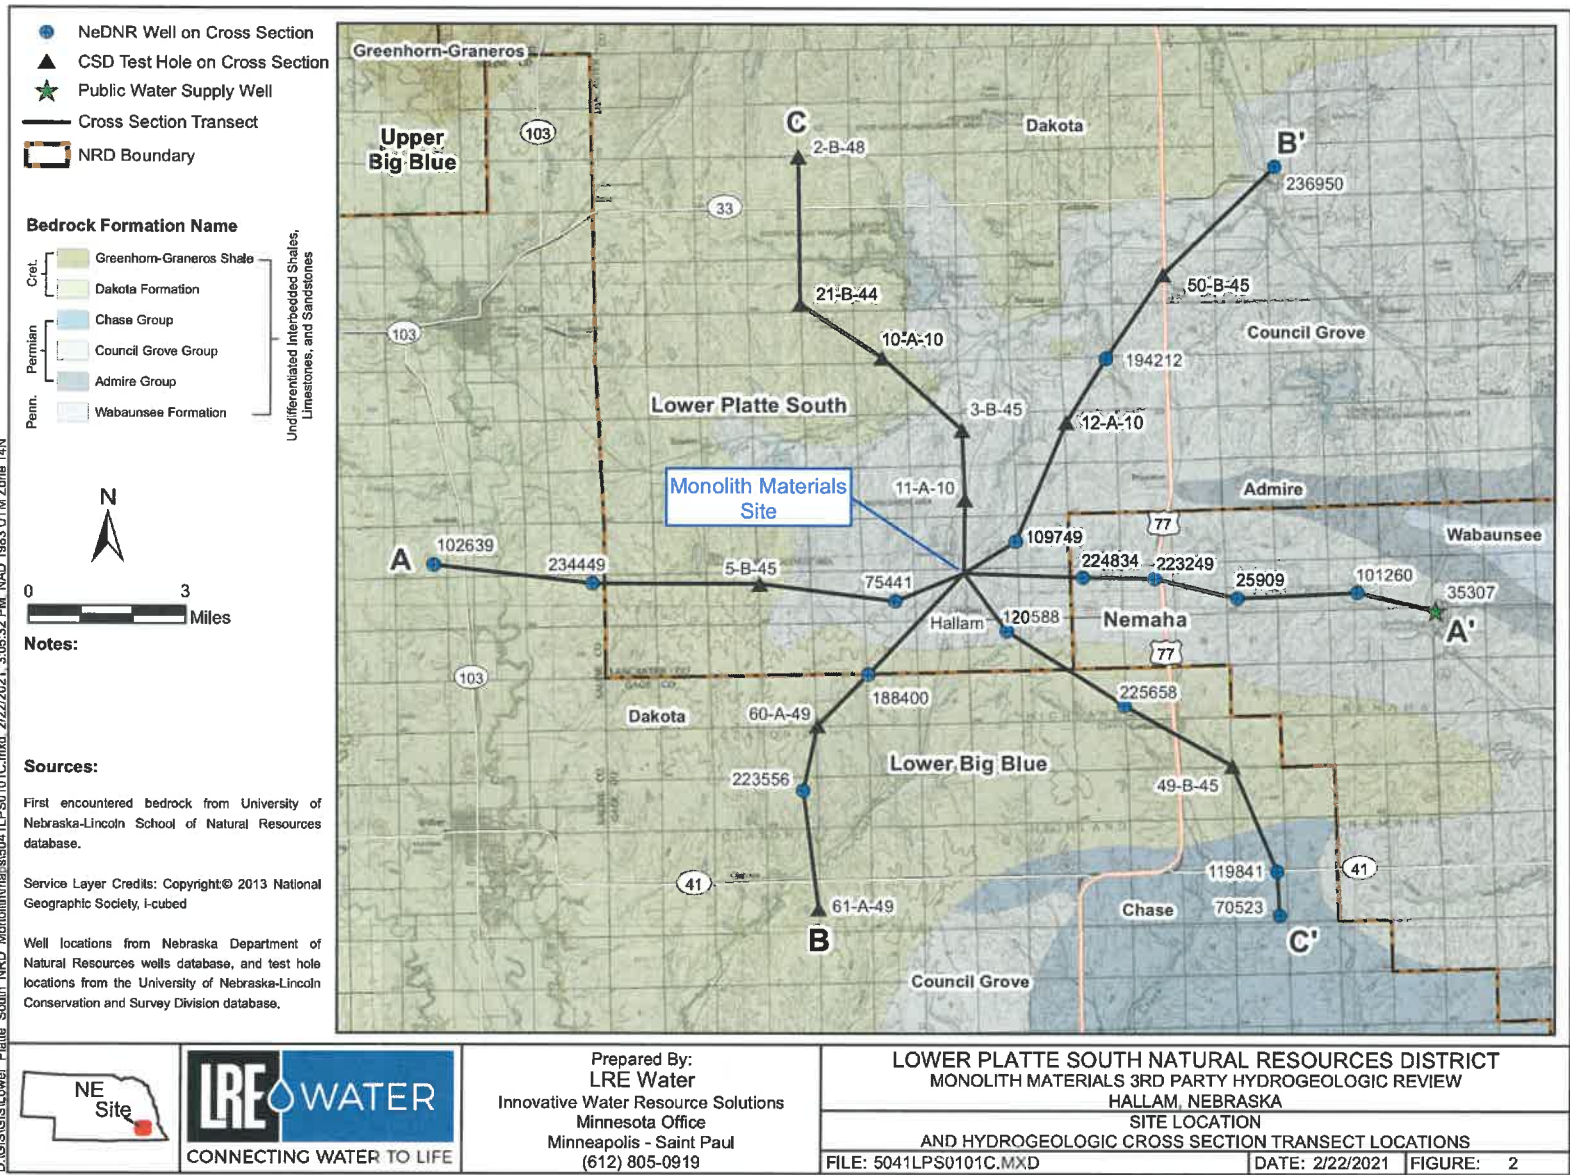 NeDNR Well on Cross Section
CSD Test Hole on Cross Section
Public Water Supply Well
Cross Section Transect
NRD Boundary
Bedrock Formation Name
Cret.
Permian
Penn.
Greenhorn-Graneros Shale
Dakota Formation
Chase Group
Council Grove Group
Admire Group
Wabaunsee Formation
Undifferentiated Interbedded Shales,
Limestones, and Sandstones
N
0 3
Miles
Notes:
Sources:
First encountered bedrock from University of
Nebraska-Lincoln School of Natural Resources
database.
Service Layer Credits: Copyright:© 2013 National
Geographic Society, i-cubed
Well locations from Nebraska Department of
Natural Resources wells database, and test hole
locations from the University of Nebraska-Lincoln
Conservation and Survey Division database.
Greenhorn-Graneros
Upper
Big Blue
103
C
2-B-48
Dakota
B'
236950
33
21-B-44
50-B-45
103
10-A-10
194212
Council Grove
Lower Platte South
3-B-45
12-A-10
Monolith Materials
Site
11-A-10
Admire
77
Wabaunsee
109749
A
102639
234449
5-B-45
75441
224834
223249
25909
101260
35307
A'
Hallam
120588
Nemaha
77
103
LANCASTER CO
GAGE CO
188400
225658
Dakota
60-A-49
Lower Big Blue
223556
49-B-45
41
119841
41
61-A-49
B
Chase
70523
C'
Council Grove
NE
Site
LRE WATER
CONNECTING WATER TO LIFE
Prepared By:
LRE Water
Innovative Water Resource Solutions
Minnesota Office
Minneapolis - Saint Paul
(612) 805-0919
LOWER PLATTE SOUTH NATURAL RESOURCES DISTRICT
MONOLITH MATERIALS 3RD PARTY HYDROGEOLOGIC REVIEW
HALLAM, NEBRASKA
SITE LOCATION
AND HYDROGEOLOGIC CROSS SECTION TRANSECT LOCATIONS
FILE: 5041LPS0101C.MXD
DATE: 2/22/2021
FIGURE: 2